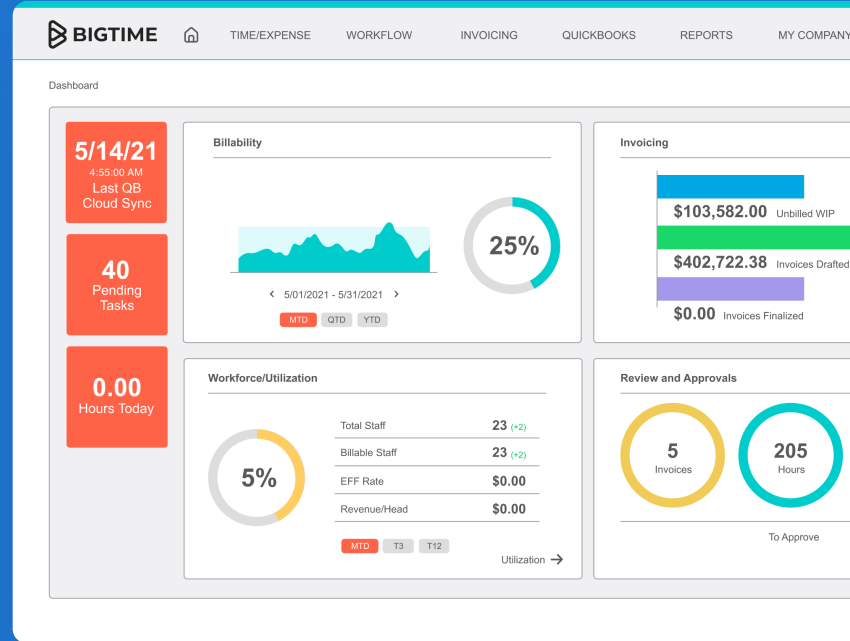 BIGTIME
TIME/EXPENSE
WORKFLOW
INVOICING
QUICKBOOKS
REPORTS
MY COMPANY
Dashboard
5/14/21
4:55:00 AM
Last QB
Cloud Sync
40
Pending
Tasks
0.00
Hours Today
Billability
25%
5/01/2021 - 5/31/2021
MTD
QTD
YTD
Invoicing
$103,582.00 Unbilled WIP
$402,722.38 Invoices Drafted
$0.00 Invoices Finalized
Workforce/Utilization
5%
Total Staff 23 (+2)
Billable Staff 23 (+2)
EFF Rate $0.00
Revenue/Head $0.00
MTD
T3
T12
Utilization
Review and Approvals
5
Invoices
205
Hours
To Approve